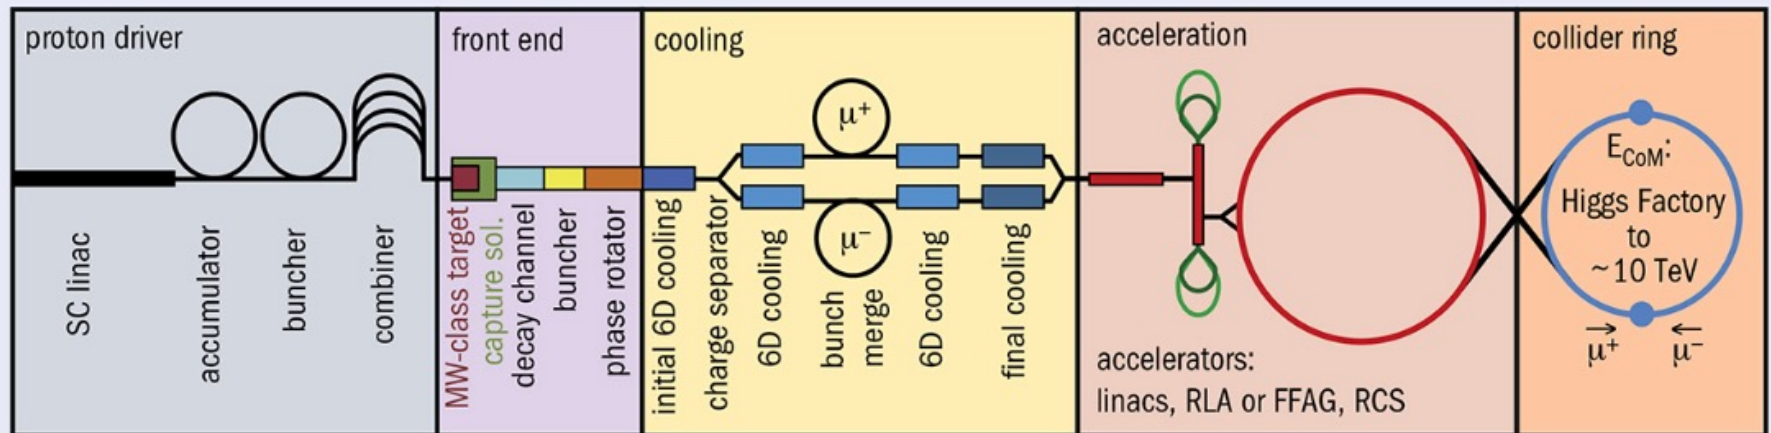 proton driver
SC linac
accumulator
buncher
combiner
front end
MW-class target
capture sol.
decay channel
buncher
phase rotator
cooling
initial 6D cooling
charge separator
6D cooling
μ⁺
μ⁻
bunch
merge
6D cooling
final cooling
acceleration
accelerators:
linacs, RLA or FFAG, RCS
collider ring
E_CoM:
Higgs Factory
to
~10 TeV
μ⁺ μ⁻